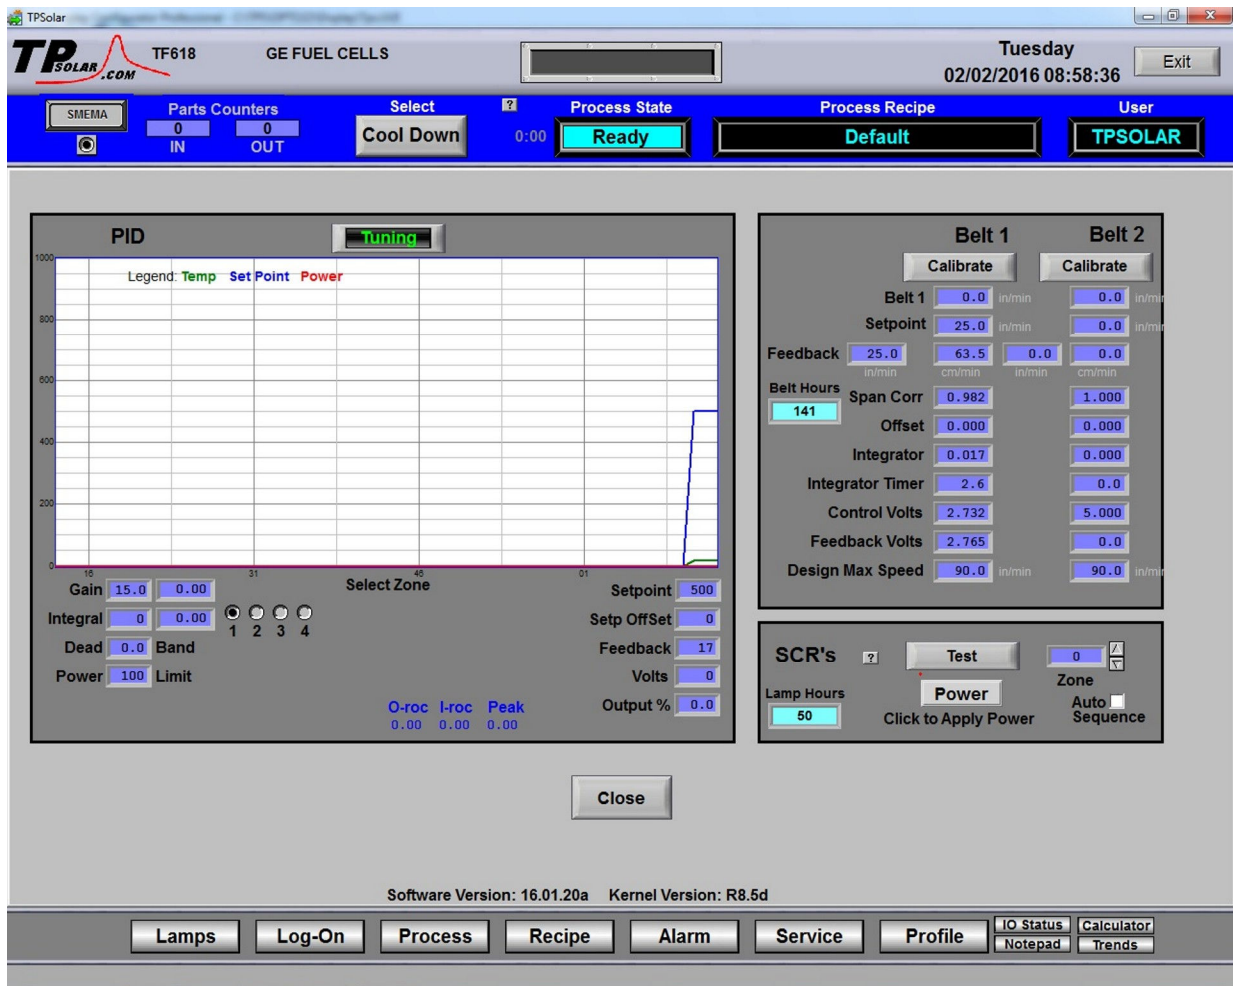 TPSolar
TP SOLAR .COM
TF618 GE FUEL CELLS
Tuesday
02/02/2016 08:58:36
Exit
SMEMA
Parts Counters
0 0
IN OUT
Select
Cool Down
?
0:00
Process State
Ready
Process Recipe
Default
User
TPSOLAR
PID
Tuning
Legend: Temp Set Point Power
1000
800
600
400
200
0
16 31 46 01
Select Zone
Gain 15.0 0.00
Integral 0 0.00
Dead 0.0 Band
Power 100 Limit
1 2 3 4
O-roc I-roc Peak
0.00 0.00 0.00
Setpoint 500
Setp OffSet 0
Feedback 17
Volts 0
Output % 0.0
Belt 1 Belt 2
Calibrate Calibrate
Belt 1 0.0 in/min 0.0 in/min
Setpoint 25.0 in/min 0.0 in/min
Feedback 25.0 63.5 0.0 0.0
in/min cm/min in/min cm/min
Belt Hours
141
Span Corr 0.982 1.000
Offset 0.000 0.000
Integrator 0.017 0.000
Integrator Timer 2.6 0.0
Control Volts 2.732 5.000
Feedback Volts 2.765 0.0
Design Max Speed 90.0 in/min 90.0 in/min
SCR's ? Test 0
Zone
Lamp Hours
50
Power
Click to Apply Power
Auto
Sequence
Close
Software Version: 16.01.20a Kernel Version: R8.5d
Lamps Log-On Process Recipe Alarm Service Profile
IO Status Calculator
Notepad Trends